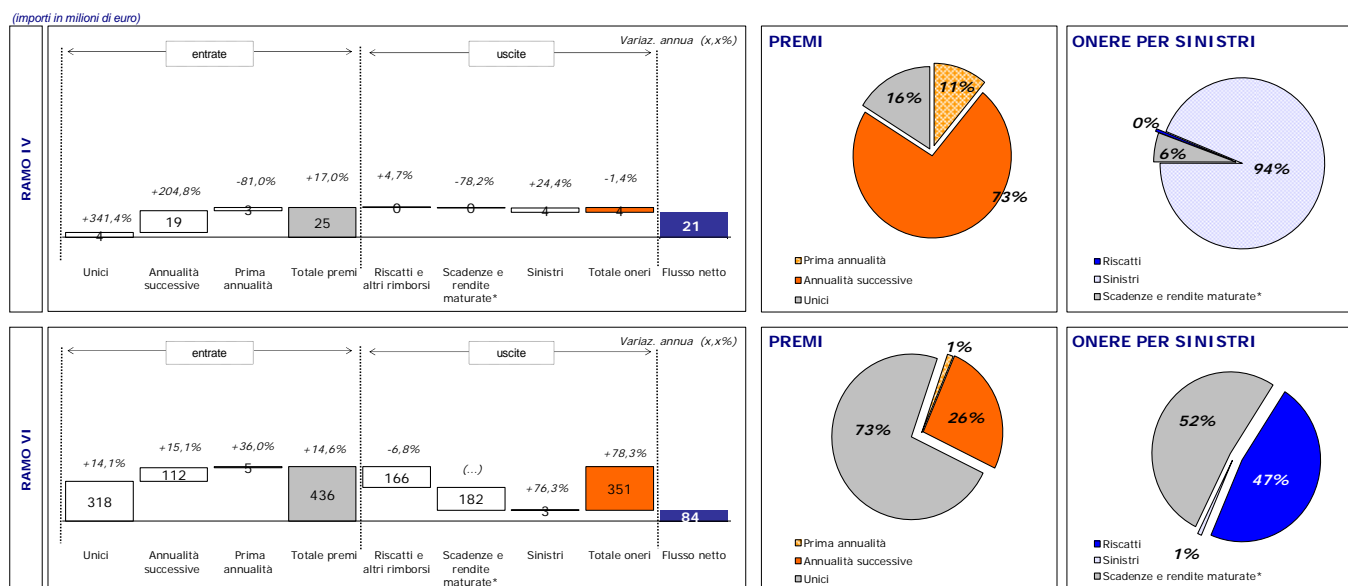 (importi in milioni di euro)
RAMO IV
entrate
uscite
Variaz. annua (x,x%)
+341,4%
+204,8%
-81,0%
+17,0%
+4,7%
-78,2%
+24,4%
-1,4%
4
19
3
25
0
0
4
4
21
Unici
Annualità successive
Prima annualità
Totale premi
Riscatti e altri rimborsi
Scadenze e rendite maturate*
Sinistri
Totale oneri
Flusso netto
PREMI
16%
11%
73%
Prima annualità
Annualità successive
Unici
ONERE PER SINISTRI
0%
6%
94%
Riscatti
Sinistri
Scadenze e rendite maturate*
RAMO VI
entrate
uscite
Variaz. annua (x,x%)
+14,1%
+15,1%
+36,0%
+14,6%
-6,8%
(...)
+76,3%
+78,3%
318
112
5
436
166
182
3
351
84
Unici
Annualità successive
Prima annualità
Totale premi
Riscatti e altri rimborsi
Scadenze e rendite maturate*
Sinistri
Totale oneri
Flusso netto
PREMI
1%
73%
26%
Prima annualità
Annualità successive
Unici
ONERE PER SINISTRI
52%
47%
1%
Riscatti
Sinistri
Scadenze e rendite maturate*